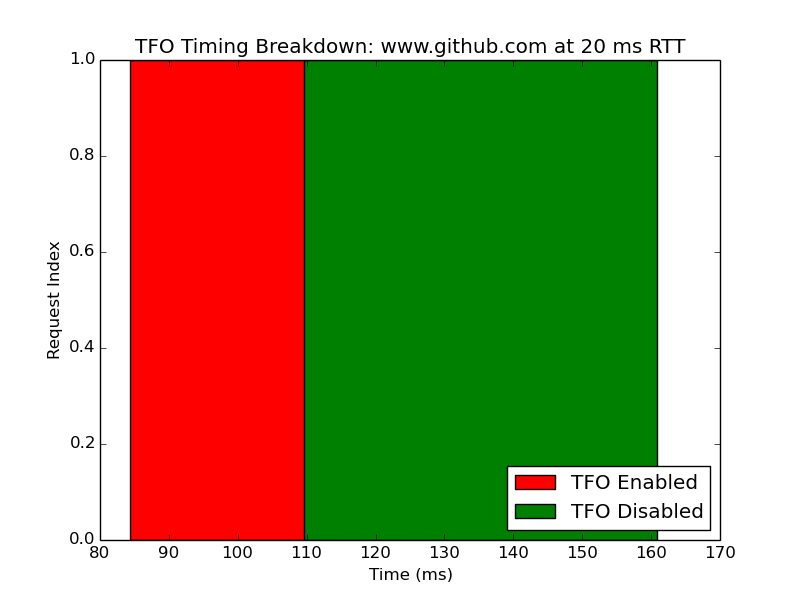 TFO Timing Breakdown: www.github.com at 20 ms RTT
1.0
0.8
0.6
0.4
0.2
0.0
Request Index
TFO Enabled
TFO Disabled
80 90 100 110 120 130 140 150 160 170
Time (ms)